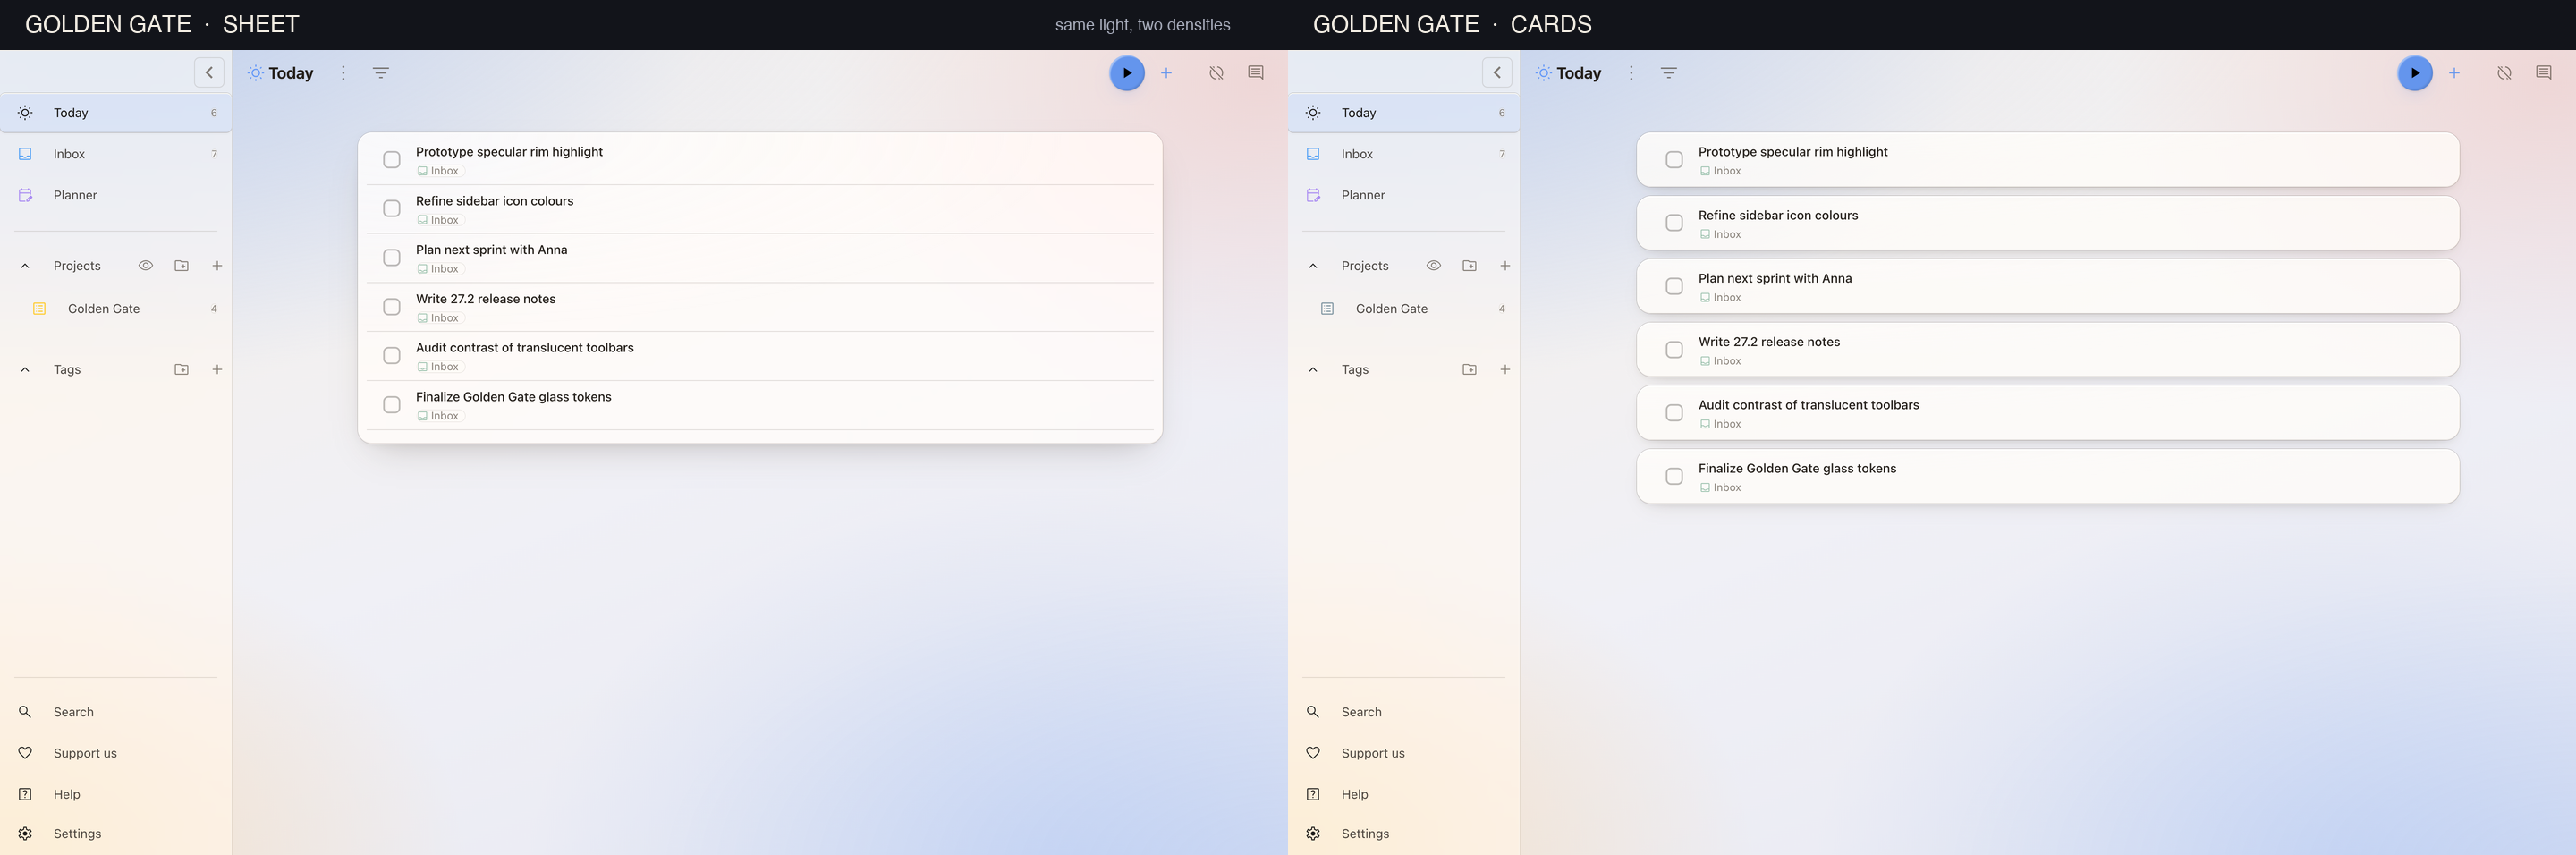 GOLDEN GATE · SHEET
same light, two densities
GOLDEN GATE · CARDS
Today
Today 6
Inbox 7
Planner
Projects
Golden Gate 4
Tags
Search
Support us
Help
Settings
Prototype specular rim highlight
Inbox
Refine sidebar icon colours
Inbox
Plan next sprint with Anna
Inbox
Write 27.2 release notes
Inbox
Audit contrast of translucent toolbars
Inbox
Finalize Golden Gate glass tokens
Inbox
Today
Today 6
Inbox 7
Planner
Projects
Golden Gate 4
Tags
Search
Support us
Help
Settings
Prototype specular rim highlight
Inbox
Refine sidebar icon colours
Inbox
Plan next sprint with Anna
Inbox
Write 27.2 release notes
Inbox
Audit contrast of translucent toolbars
Inbox
Finalize Golden Gate glass tokens
Inbox